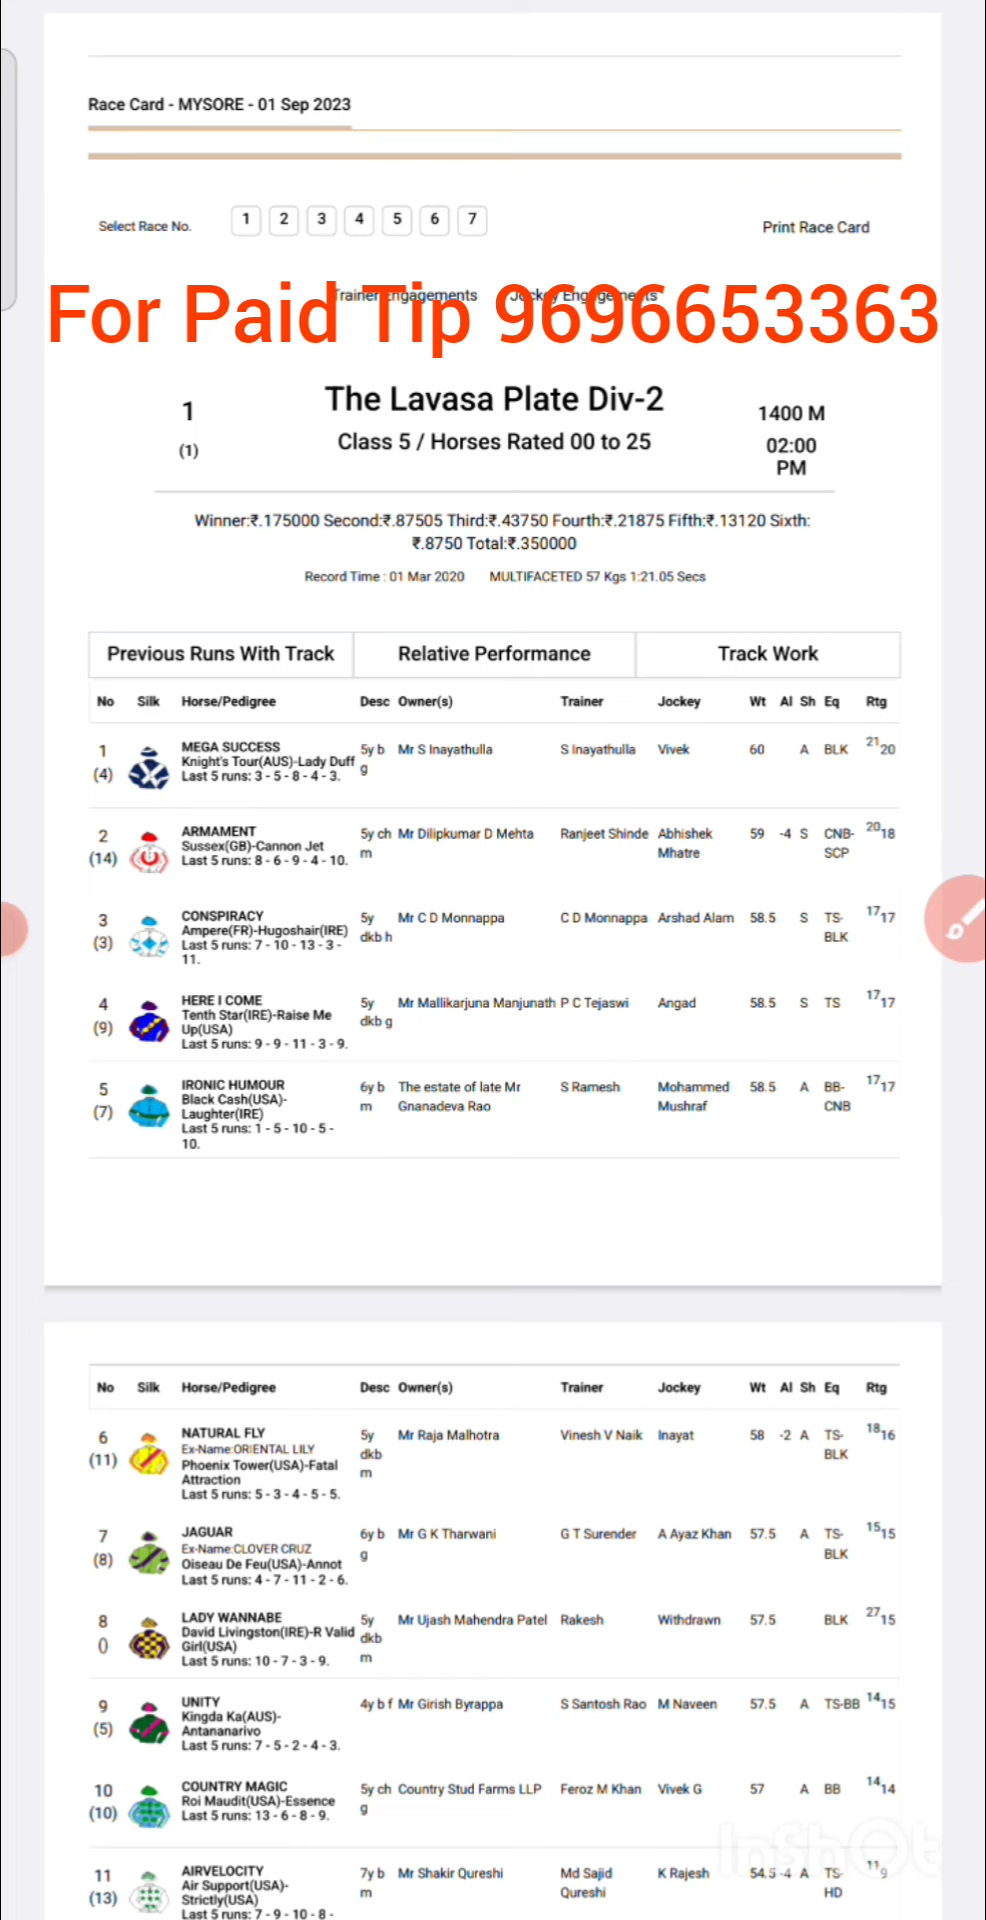 Race Card - MYSORE - 01 Sep 2023
Select Race No. 1 2 3 4 5 6 7 Print Race Card
Trainer Engagements Jockey Engagements
For Paid Tip 9696653363
1 The Lavasa Plate Div-2 1400 M
(1) Class 5 / Horses Rated 00 to 25 02:00
PM
Winner:₹.175000 Second:₹.87505 Third:₹.43750 Fourth:₹.21875 Fifth:₹.13120 Sixth:
₹.8750 Total:₹.350000
Record Time : 01 Mar 2020 MULTIFACETED 57 Kgs 1:21.05 Secs
Previous Runs With Track Relative Performance Track Work
No Silk Horse/Pedigree Desc Owner(s) Trainer Jockey Wt Al Sh Eq Rtg
1 MEGA SUCCESS 5y b Mr S Inayathulla S Inayathulla Vivek 60 A BLK 21 20
Knight's Tour(AUS)-Lady Duff g
(4) Last 5 runs: 3 - 5 - 8 - 4 - 3.
2 ARMAMENT 5y ch Mr Dilipkumar D Mehta Ranjeet Shinde Abhishek 59 -4 S CNB- 20 18
Sussex(GB)-Cannon Jet m Mhatre SCP
(14) Last 5 runs: 8 - 6 - 9 - 4 - 10.
3 CONSPIRACY 5y Mr C D Monnappa C D Monnappa Arshad Alam 58.5 S TS- 17 17
Ampere(FR)-Hugoshair(IRE) dkb h BLK
(3) Last 5 runs: 7 - 10 - 13 - 3 -
11.
4 HERE I COME 5y Mr Mallikarjuna Manjunath P C Tejaswi Angad 58.5 S TS 17 17
Tenth Star(IRE)-Raise Me dkb g
(9) Up(USA)
Last 5 runs: 9 - 9 - 11 - 3 - 9.
5 IRONIC HUMOUR 6y b The estate of late Mr S Ramesh Mohammed 58.5 A BB- 17 17
Black Cash(USA)- m Gnanadeva Rao Mushraf CNB
(7) Laughter(IRE)
Last 5 runs: 1 - 5 - 10 - 5 -
10.
No Silk Horse/Pedigree Desc Owner(s) Trainer Jockey Wt Al Sh Eq Rtg
6 NATURAL FLY 5y Mr Raja Malhotra Vinesh V Naik Inayat 58 -2 A TS- 18 16
Ex-Name:ORIENTAL LILY dkb BLK
(11) Phoenix Tower(USA)-Fatal m
Attraction
Last 5 runs: 5 - 3 - 4 - 5 - 5.
7 JAGUAR 6y b Mr G K Tharwani G T Surender A Ayaz Khan 57.5 A TS- 15 15
Ex-Name:CLOVER CRUZ g BLK
(8) Oiseau De Feu(USA)-Annot
Last 5 runs: 4 - 7 - 11 - 2 - 6.
8 LADY WANNABE 5y Mr Ujash Mahendra Patel Rakesh Withdrawn 57.5 BLK 27 15
David Livingston(IRE)-R Valid dkb
() Girl(USA) m
Last 5 runs: 10 - 7 - 3 - 9.
9 UNITY 4y b f Mr Girish Byrappa S Santosh Rao M Naveen 57.5 A TS-BB 14 15
Kingda Ka(AUS)-
(5) Antananarivo
Last 5 runs: 7 - 5 - 2 - 4 - 3.
10 COUNTRY MAGIC 5y ch Country Stud Farms LLP Feroz M Khan Vivek G 57 A BB 14 14
Roi Maudit(USA)-Essence g
(10) Last 5 runs: 13 - 6 - 8 - 9.
InShOt
11 AIRVELOCITY 7y b Mr Shakir Qureshi Md Sajid K Rajesh 54.5 -4 A TS- 11 9
Air Support(USA)- m Qureshi HD
(13) Strictly(USA)
Last 5 runs: 7 - 9 - 10 - 8 -